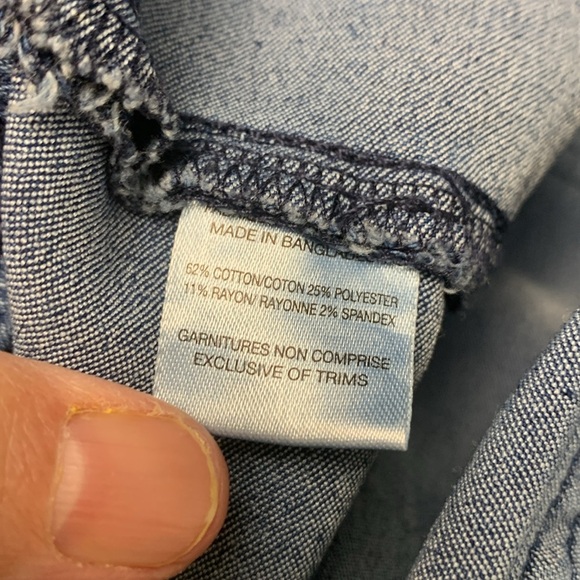 MADE IN
62% COTTON/COTON 25% POLYESTER
11% RAYON/ RAYONNE 2% SPANDEX
GARNITURES NON COMPRISE
EXCLUSIVE OF TRIMS